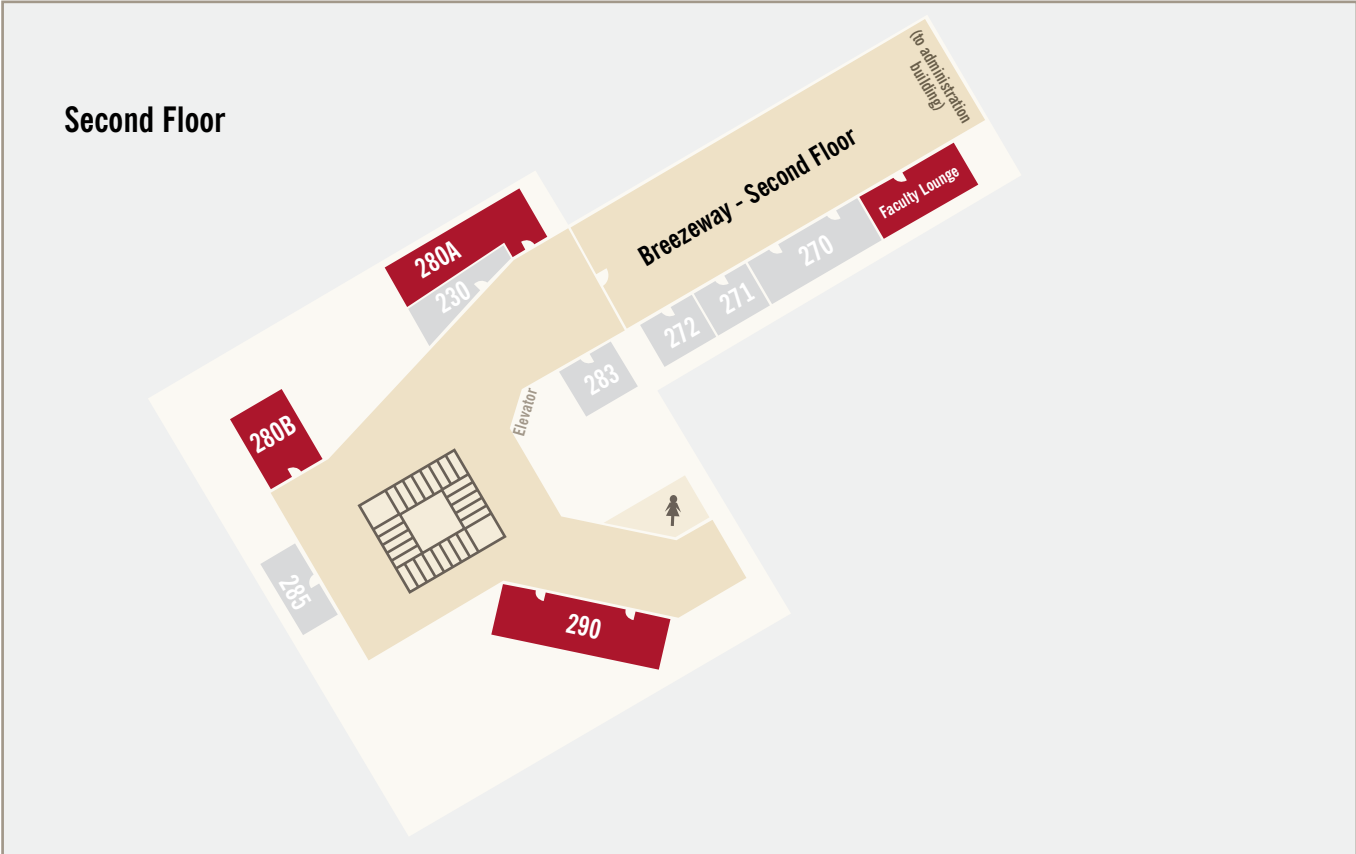 (to administration
building)
Second Floor
Breezeway - Second Floor
Faculty Lounge
280A
230
270
271
272
283
Elevator
280B
285
290